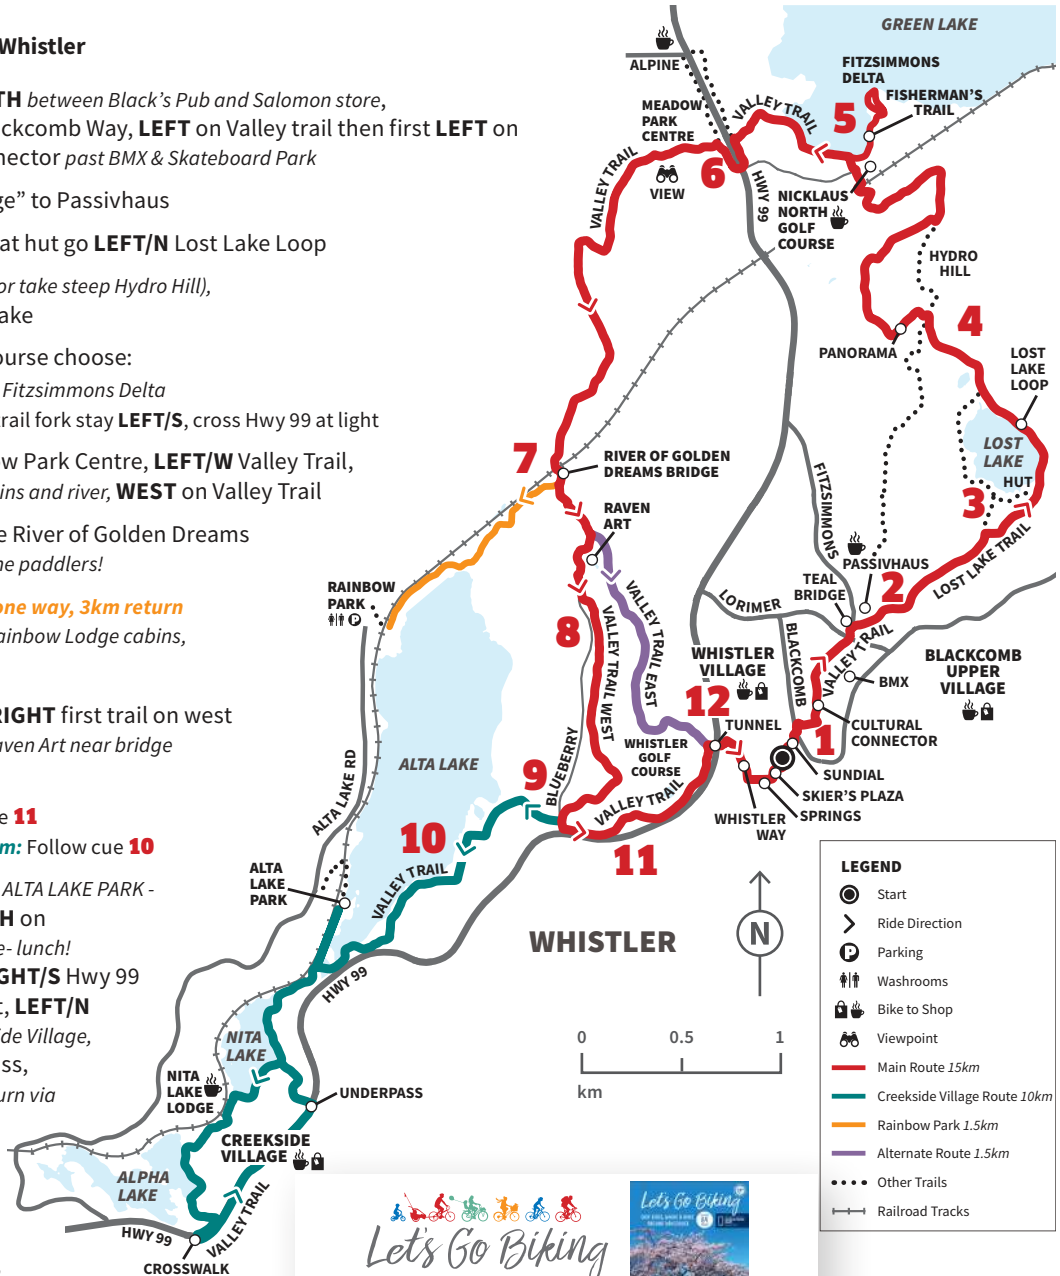 Whistler
TH between Black's Pub and Salomon store,
ckcomb Way, LEFT on Valley trail then first LEFT on
nector past BMX & Skateboard Park
ge” to Passivhaus
at hut go LEFT/N Lost Lake Loop
or take steep Hydro Hill),
ake
ourse choose:
Fitzsimmons Delta
trail fork stay LEFT/S, cross Hwy 99 at light
w Park Centre, LEFT/W Valley Trail,
ins and river, WEST on Valley Trail
e River of Golden Dreams
ne paddlers!
one way, 3km return
ainbow Lodge cabins,
RIGHT first trail on west
aven Art near bridge
e 11
m: Follow cue 10
ALTA LAKE PARK -
H on
e- lunch!
GHT/S Hwy 99
t, LEFT/N
ide Village,
ss,
urn via
GREEN LAKE
ALPINE
FITZSIMMONS
DELTA
FISHERMAN'S
TRAIL
5
MEADOW
PARK
CENTRE
VALLEY TRAIL
6
VIEW
VALLEY TRAIL
HWY 99
NICKLAUS
NORTH
GOLF
COURSE
HYDRO
HILL
4
PANORAMA
LOST
LAKE
LOOP
LOST
LAKE
HUT
3
7
RIVER OF GOLDEN
DREAMS BRIDGE
RAVEN
ART
FITZSIMMONS
PASSIVHAUS
LOST LAKE TRAIL
2
TEAL
BRIDGE
LORIMER
RAINBOW
PARK
P
8
VALLEY TRAIL WEST
VALLEY TRAIL EAST
WHISTLER
VILLAGE
BLACKCOMB
VALLEY TRAIL
BLACKCOMB
UPPER
VILLAGE
BMX
12
TUNNEL
CULTURAL
CONNECTOR
1
SUNDIAL
SKIER'S PLAZA
SPRINGS
WHISTLER
WAY
WHISTLER
GOLF
COURSE
BLUEBERRY
9
VALLEY TRAIL
11
ALTA LAKE
ALTA LAKE RD
10
VALLEY TRAIL
ALTA
LAKE
PARK
HWY 99
WHISTLER
N
0 0.5 1
km
NITA
LAKE
NITA
LAKE
LODGE
UNDERPASS
CREEKSIDE
VILLAGE
ALPHA
LAKE
VALLEY TRAIL
HWY 99
CROSSWALK
LEGEND
Start
Ride Direction
P Parking
Washrooms
Bike to Shop
Viewpoint
Main Route 15km
Creekside Village Route 10km
Rainbow Park 1.5km
Alternate Route 1.5km
Other Trails
Railroad Tracks
Let's Go Biking
Let's Go Biking